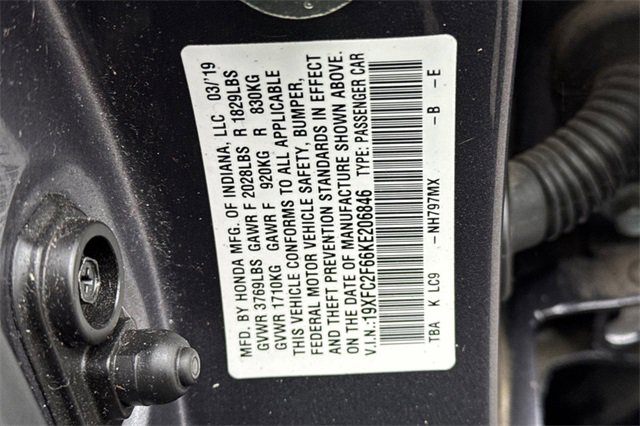 MFD. BY HONDA MFG. OF INDIANA, LLC 03/'19
GVWR 3769LBS GAWR F 2028LBS R 1829LBS
GVWR 1710KG GAWR F 920KG R 830KG
THIS VEHICLE CONFORMS TO ALL APPLICABLE
FEDERAL MOTOR VEHICLE SAFETY, BUMPER,
AND THEFT PREVENTION STANDARDS IN EFFECT
ON THE DATE OF MANUFACTURE SHOWN ABOVE.
V.I.N.: 19XFC2F66KE206846 TYPE: PASSENGER CAR
TBA K LC9 -NH797MX -B -E